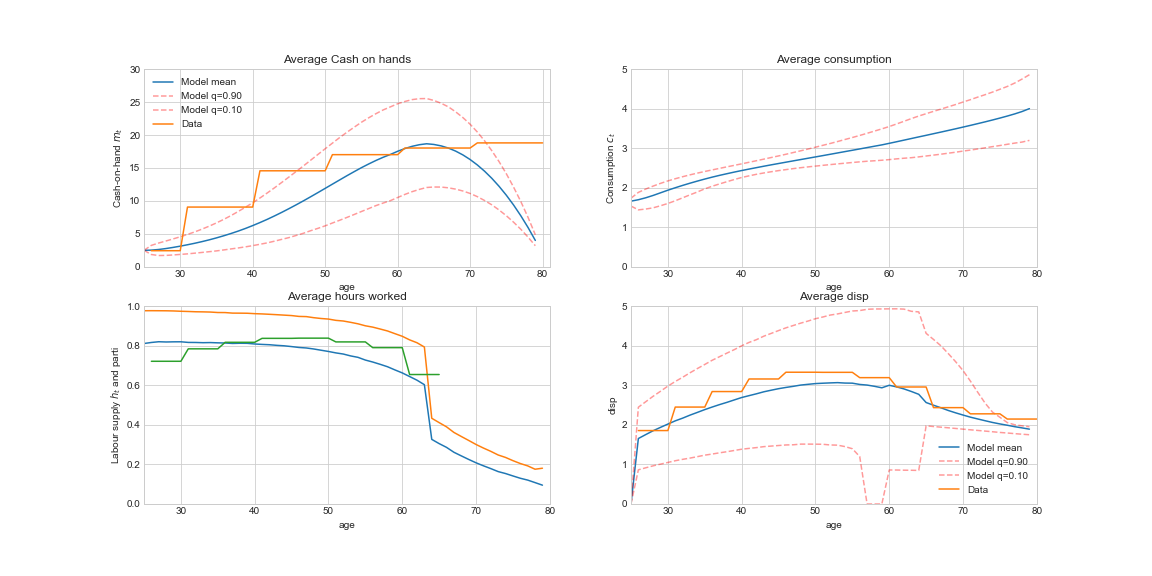 Average Cash on hands
Cash-on-hand m_t
30
25
20
15
10
5
0
Model mean
Model q=0.90
Model q=0.10
Data
30 40 50 60 70 80
age
Average consumption
Consumption c_t
5
4
3
2
1
0
30 40 50 60 70 80
age
Average hours worked
Labour supply h_t and parti
1.0
0.8
0.6
0.4
0.2
0.0
30 40 50 60 70 80
age
Average disp
disp
5
4
3
2
1
0
Model mean
Model q=0.90
Model q=0.10
Data
30 40 50 60 70 80
age